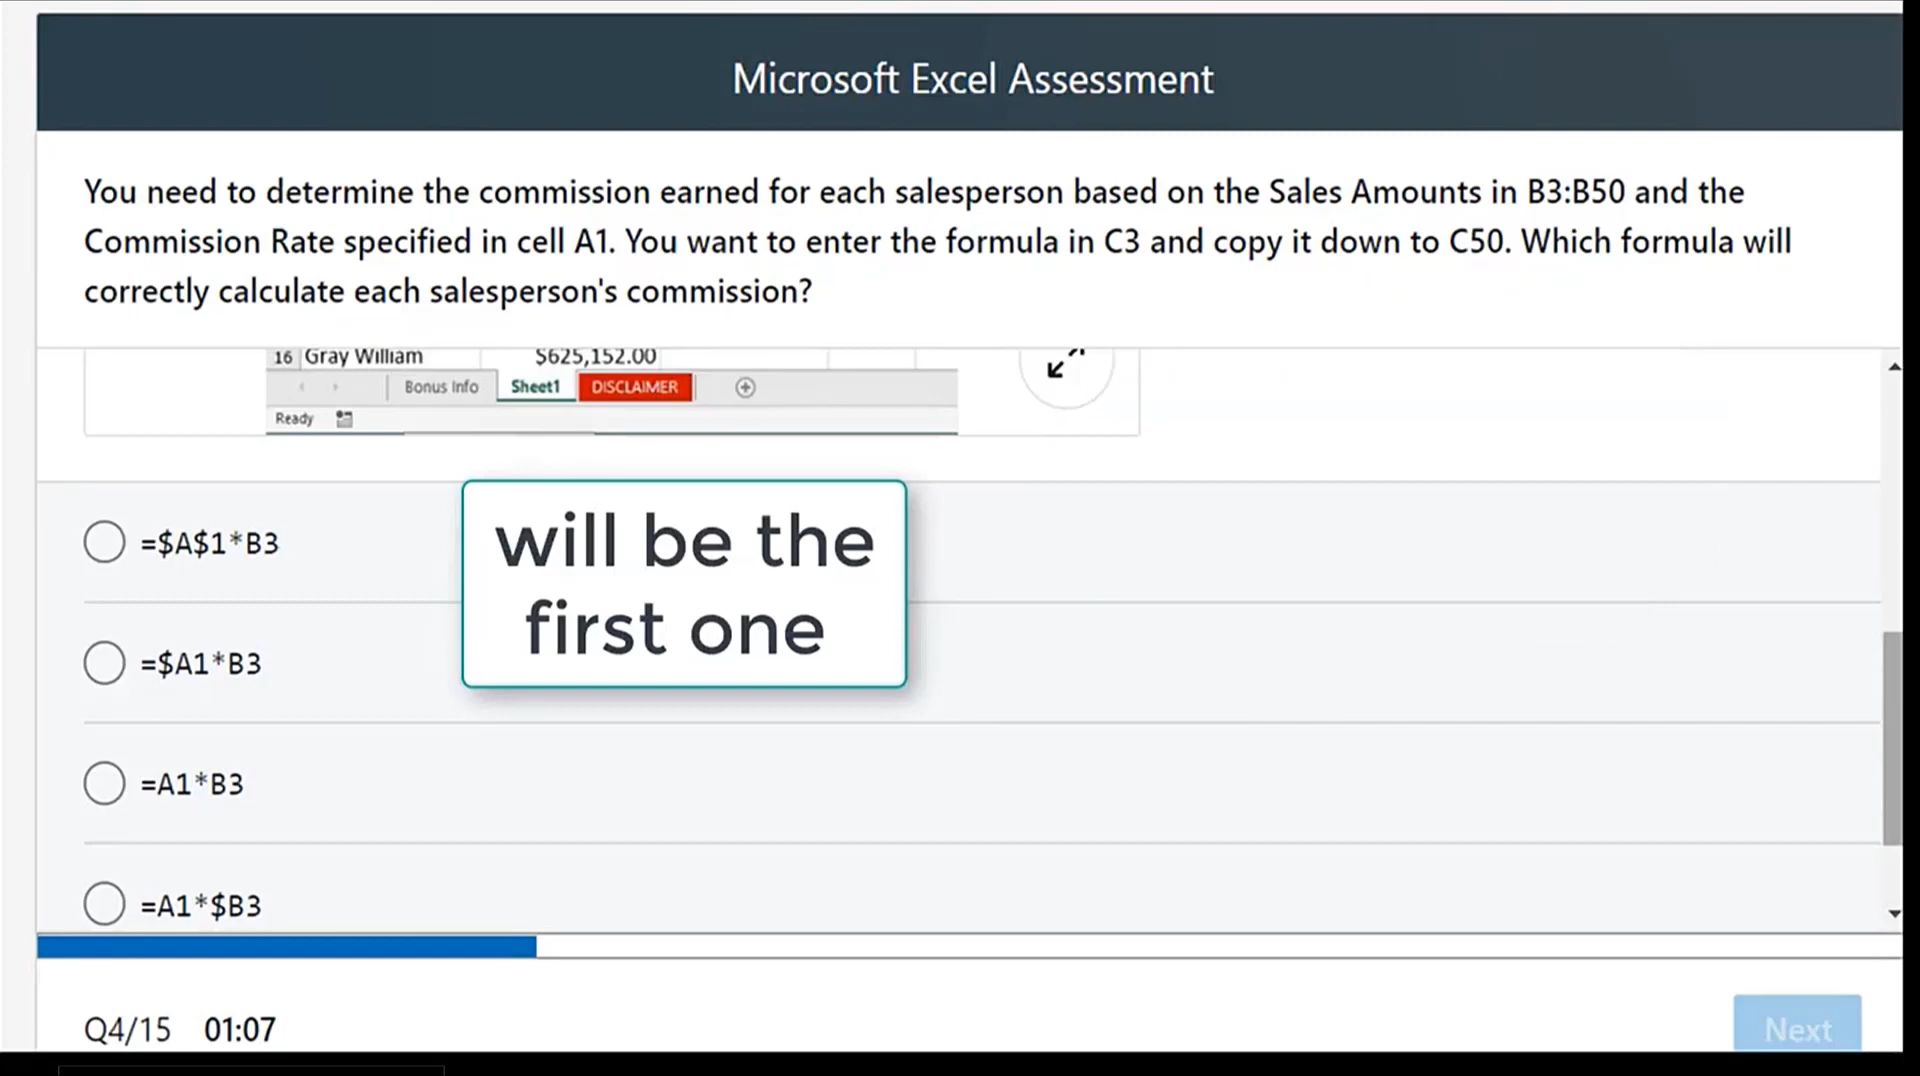 Microsoft Excel Assessment
You need to determine the commission earned for each salesperson based on the Sales Amounts in B3:B50 and the
Commission Rate specified in cell A1. You want to enter the formula in C3 and copy it down to C50. Which formula will
correctly calculate each salesperson's commission?
16 Gray William $625,152.00
Bonus Info Sheet1 DISCLAIMER
Ready
=$A$1*B3
will be the
first one
=$A1*B3
=A1*B3
=A1*$B3
Q4/15 01:07
Next